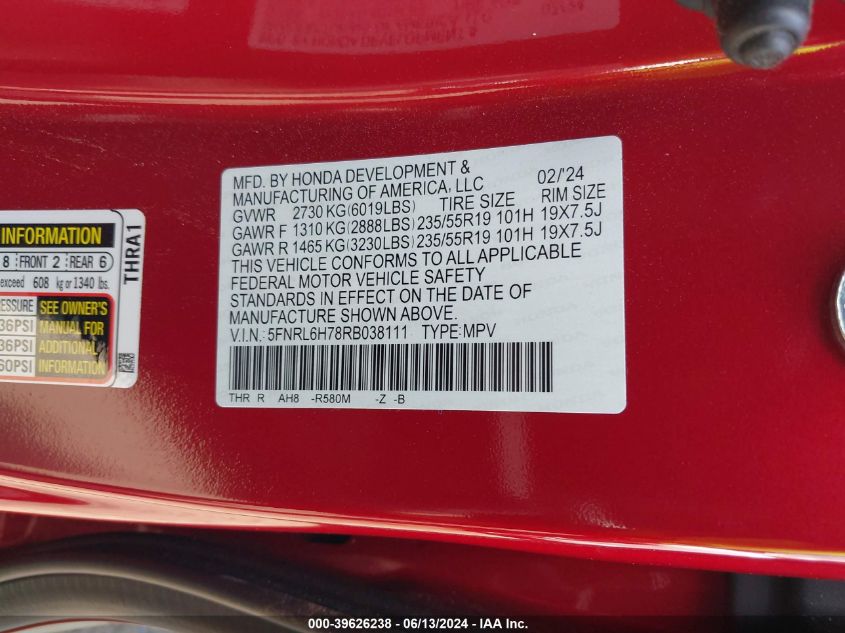 MFD. BY HONDA DEVELOPMENT & 02/'24
MANUFACTURING OF AMERICA, LLC
GVWR 2730 KG(6019LBS) TIRE SIZE RIM SIZE
GAWR F 1310 KG(2888LBS) 235/55R19 101H 19X7.5J
GAWR R 1465 KG(3230LBS) 235/55R19 101H 19X7.5J
THIS VEHICLE CONFORMS TO ALL APPLICABLE
FEDERAL MOTOR VEHICLE SAFETY
STANDARDS IN EFFECT ON THE DATE OF
MANUFACTURE SHOWN ABOVE.
V.I.N.: 5FNRL6H78RB038111 TYPE:MPV
THR R AH8 -R580M -Z -B
INFORMATION
8 FRONT 2 REAR 6
exceed 608 kg or 1340 lbs.
SEE OWNER'S
36PSI MANUAL FOR
36PSI ADDITIONAL
60PSI INFORMATION
THRA1
000-39626238 - 06/13/2024 - IAA Inc.